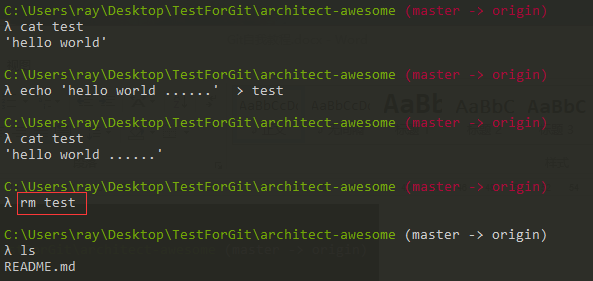 C:\Users\ray\Desktop\TestForGit\architect-awesome (master -> origin)
λ cat test
'hello world'
C:\Users\ray\Desktop\TestForGit\architect-awesome (master -> origin)
λ echo 'hello world ......'  > test
C:\Users\ray\Desktop\TestForGit\architect-awesome (master -> origin)
λ cat test
'hello world ......'
C:\Users\ray\Desktop\TestForGit\architect-awesome (master -> origin)
λ rm test
C:\Users\ray\Desktop\TestForGit\architect-awesome (master -> origin)
λ ls
README.md